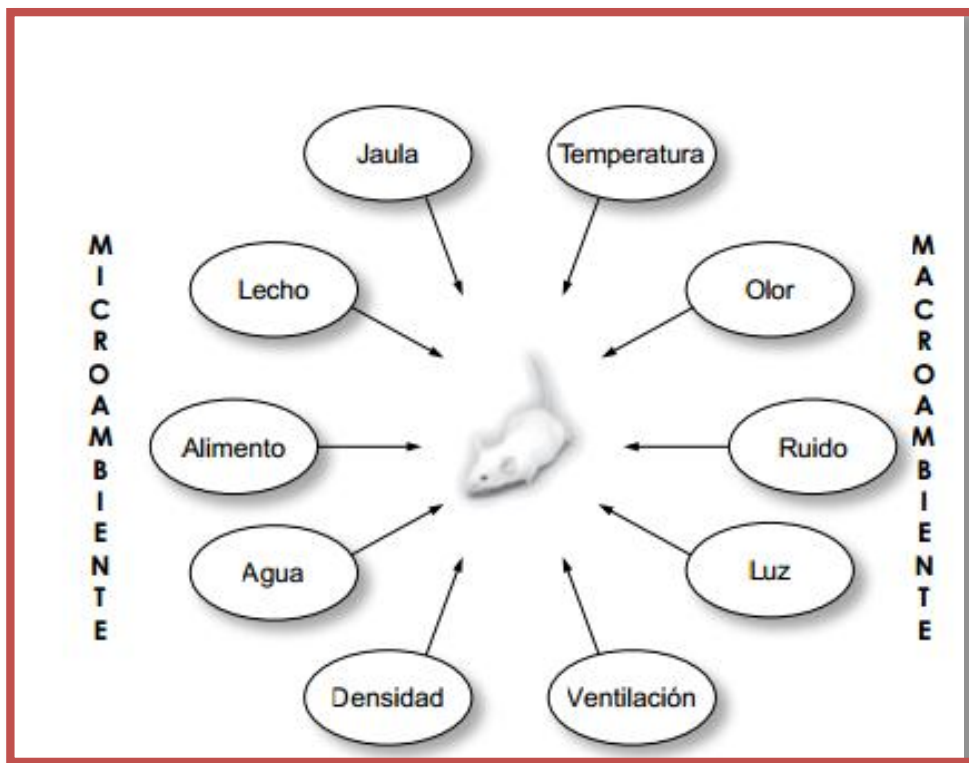 Jaula
Temperatura
MICROAMBIENTE
Lecho
Olor
MACROAMBIENTE
Alimento
Ruido
Agua
Luz
Densidad
Ventilación